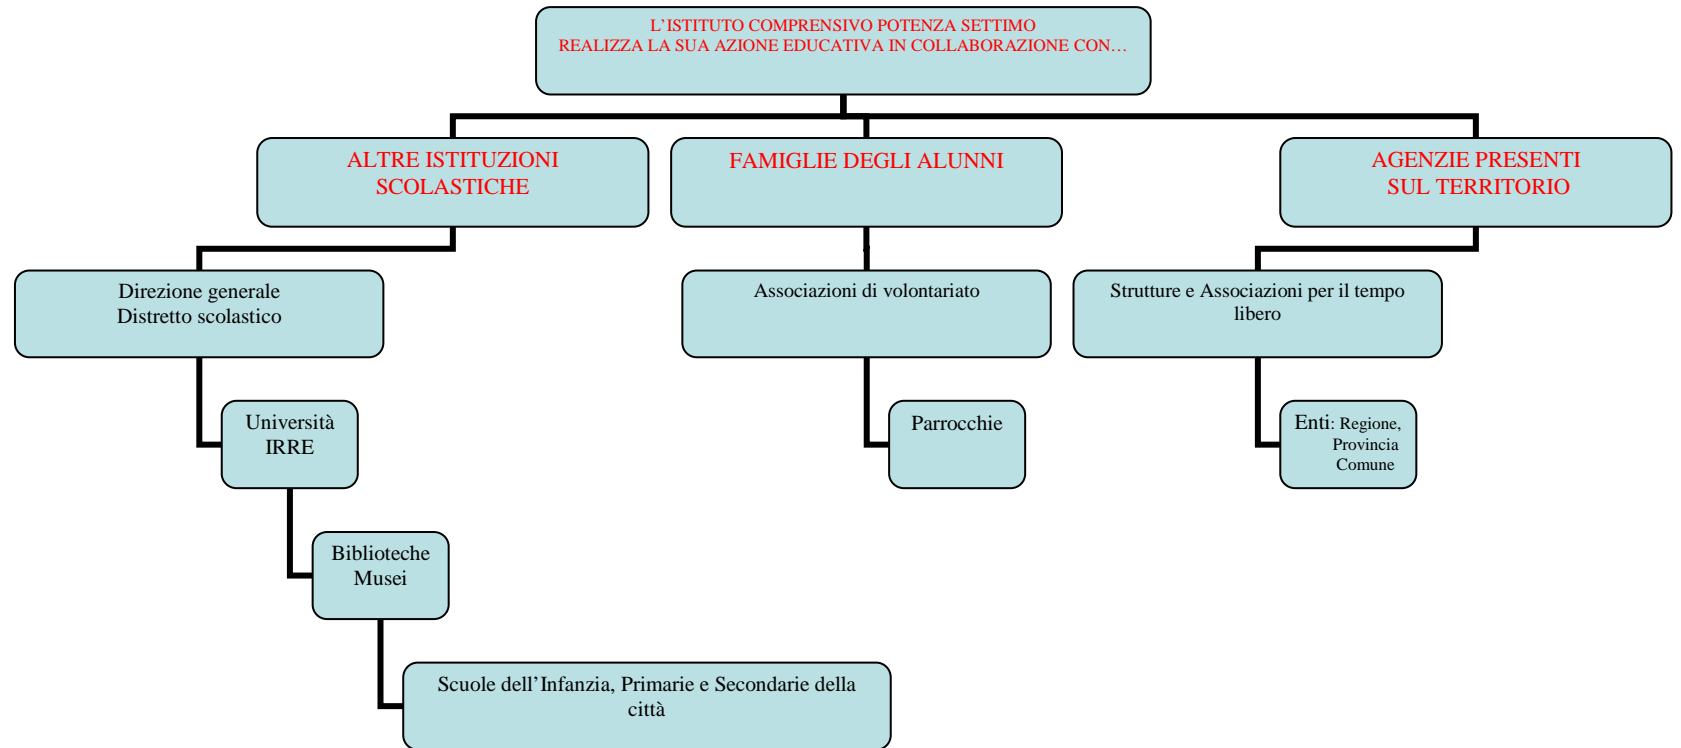 L'ISTITUTO COMPRENSIVO POTENZA SETTIMO
REALIZZA LA SUA AZIONE EDUCATIVA IN COLLABORAZIONE CON…
ALTRE ISTITUZIONI
SCOLASTICHE
FAMIGLIE DEGLI ALUNNI
AGENZIE PRESENTI
SUL TERRITORIO
Direzione generale
Distretto scolastico
Associazioni di volontariato
Strutture e Associazioni per il tempo
libero
Università
IRRE
Parrocchie
Enti: Regione,
Provincia
Comune
Biblioteche
Musei
Scuole dell'Infanzia, Primarie e Secondarie della
città